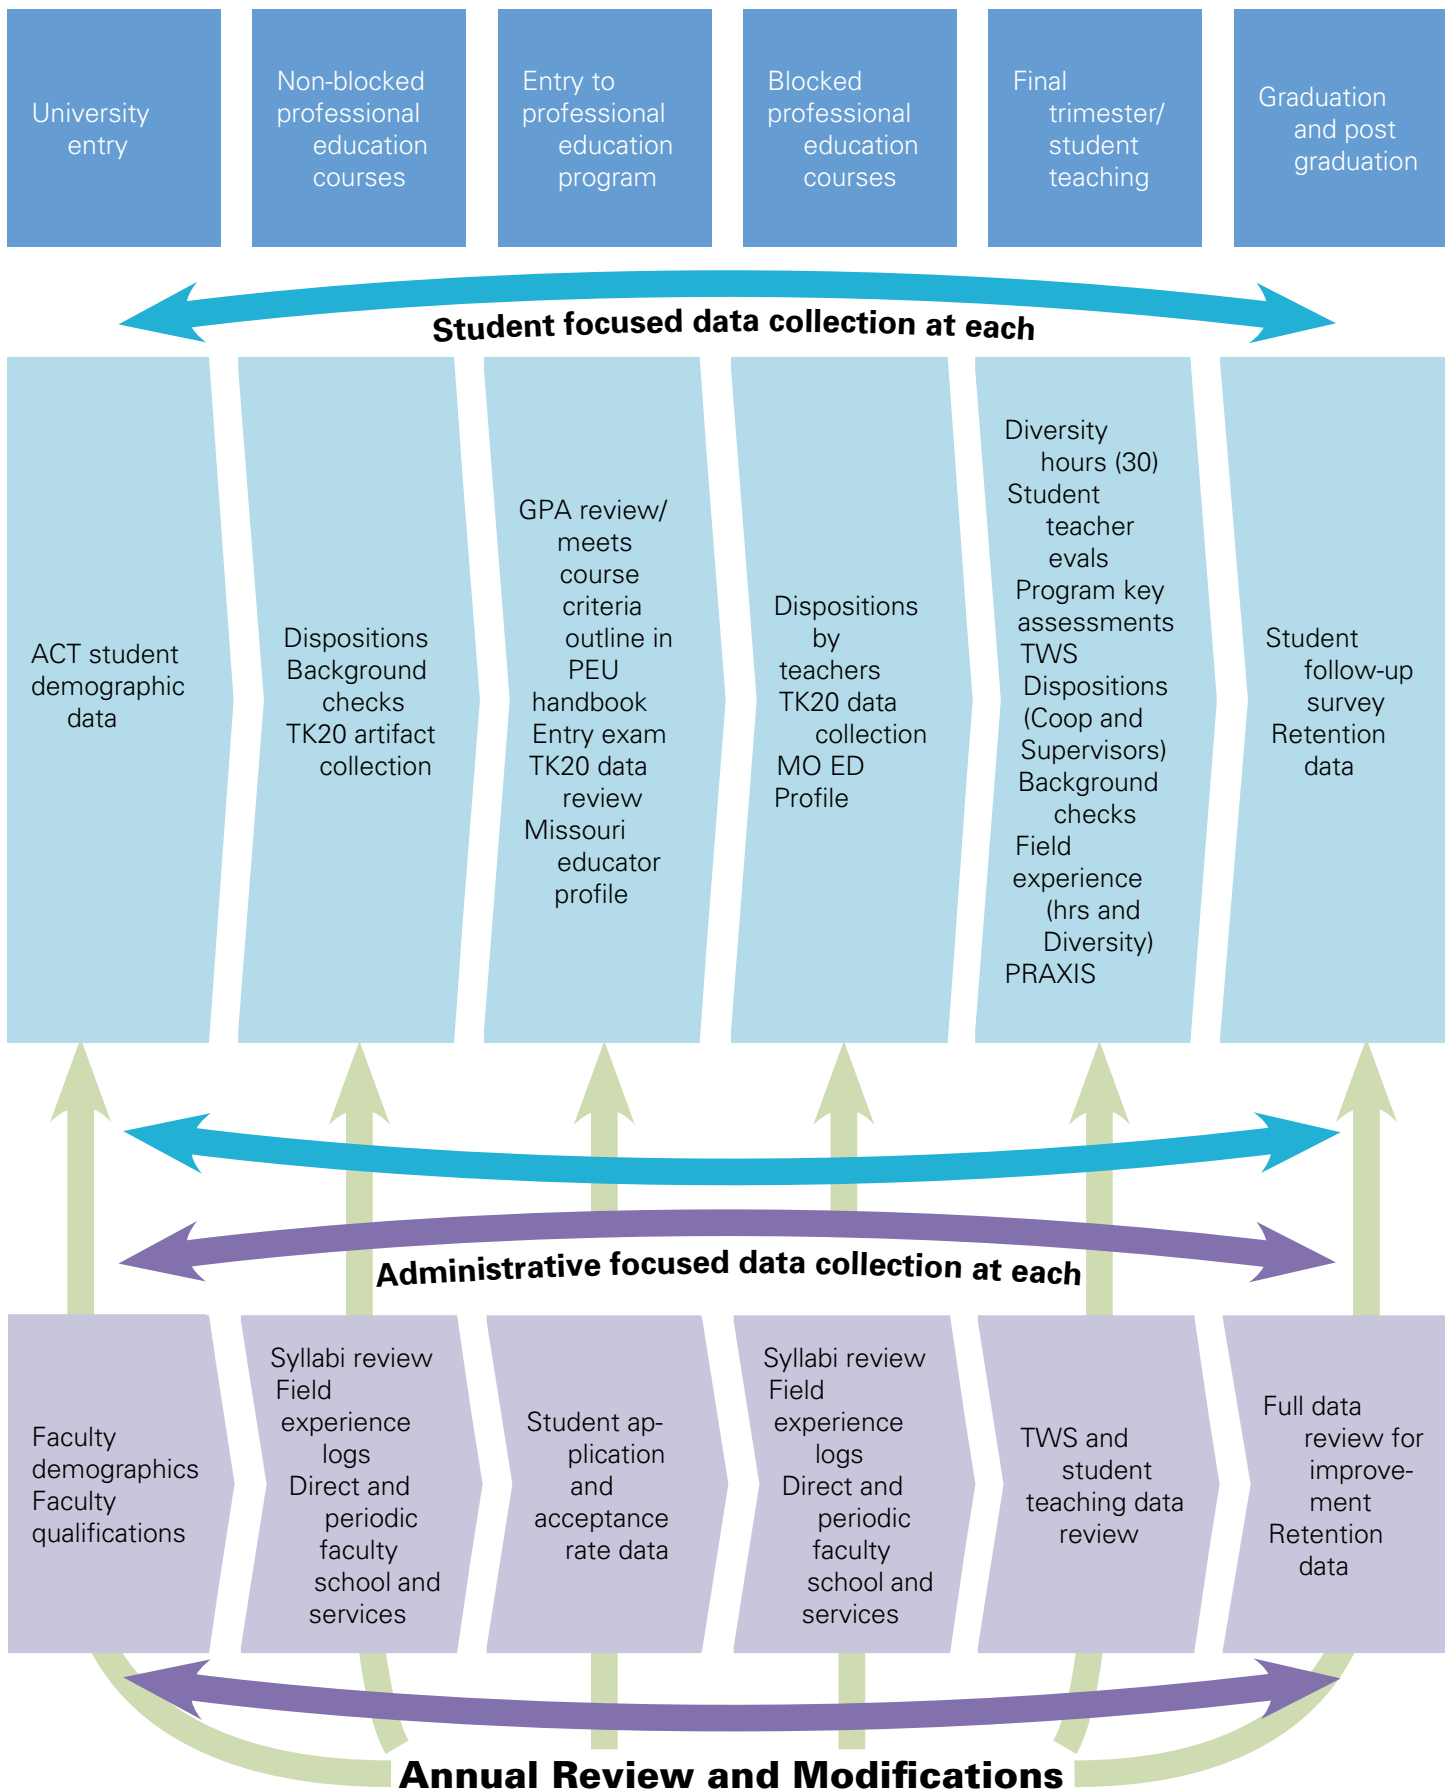 University
entry
Non-blocked
professional
education
courses
Entry to
professional
education
program
Blocked
professional
education
courses
Final
trimester/
student
teaching
Graduation
and post
graduation
Student focused data collection at each
ACT student
demographic
data
Dispositions
Background
checks
TK20 artifact
collection
GPA review/
meets
course
criteria
outline in
PEU
handbook
Entry exam
TK20 data
review
Missouri
educator
profile
Dispositions
by
teachers
TK20 data
collection
MO ED
Profile
Diversity
hours (30)
Student
teacher
evals
Program key
assessments
TWS
Dispositions
(Coop and
Supervisors)
Background
checks
Field
experience
(hrs and
Diversity)
PRAXIS
Student
follow-up
survey
Retention
data
Administrative focused data collection at each
Faculty
demographics
Faculty
qualifications
Syllabi review
Field
experience
logs
Direct and
periodic
faculty
school and
services
Student ap-
plication
and
acceptance
rate data
Syllabi review
Field
experience
logs
Direct and
periodic
faculty
school and
services
TWS and
student
teaching data
review
Full data
review for
improve-
ment
Retention
data
Annual Review and Modifications